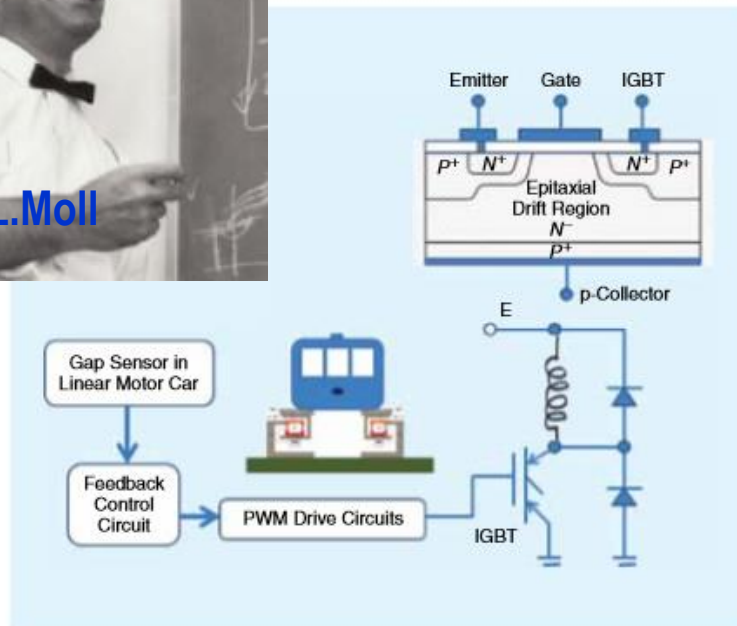 L.Moll
Emitter Gate IGBT
P+ N+ N+ P+
Epitaxial
Drift Region
N−
P+
p-Collector
E
Gap Sensor in
Linear Motor Car
Feedback
Control
Circuit
PWM Drive Circuits
IGBT